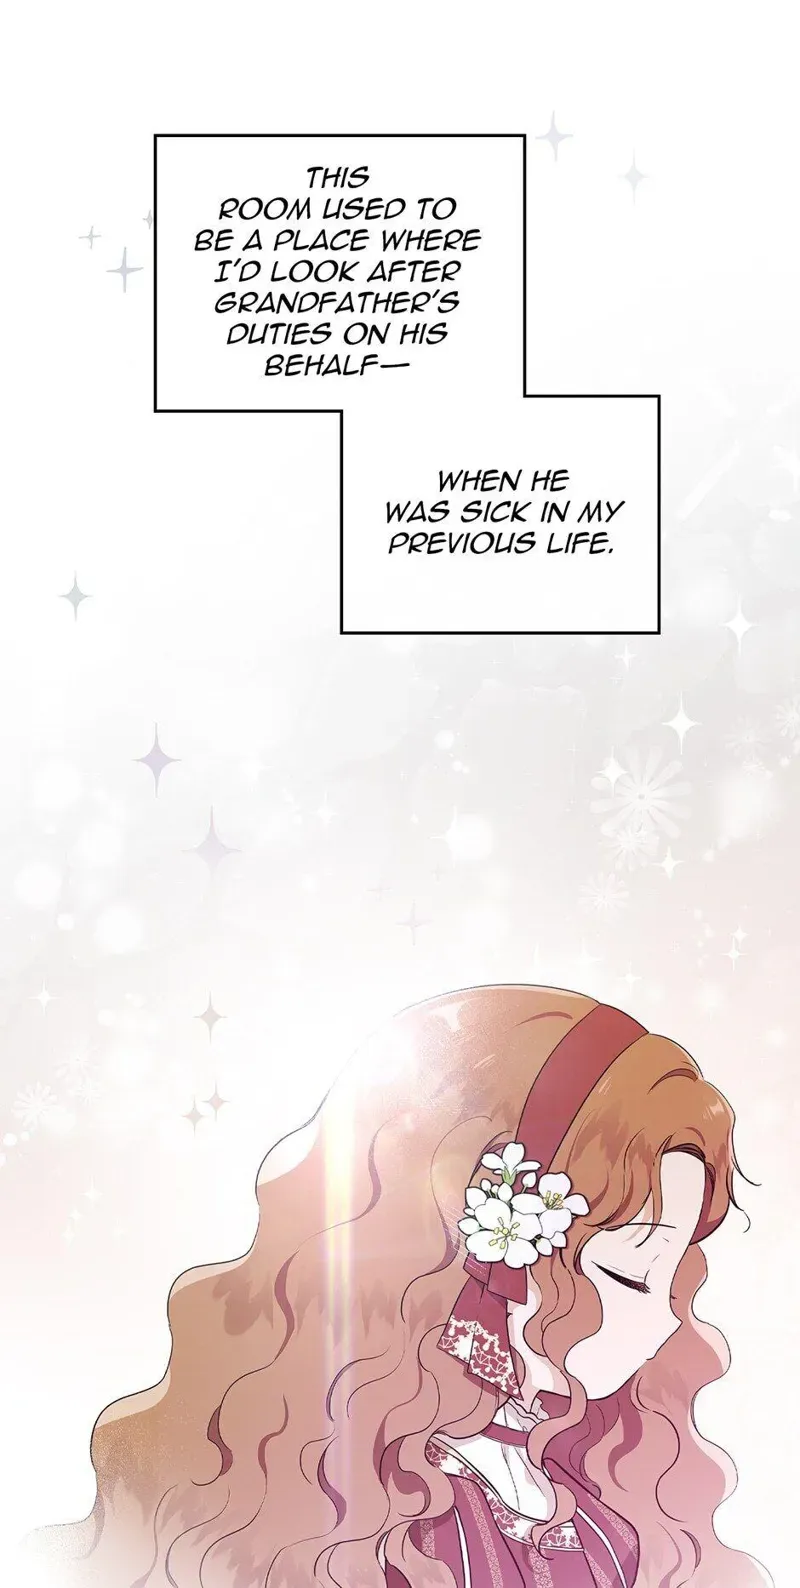 THIS
ROOM USED TO
BE A PLACE WHERE
I'D LOOK AFTER
GRANDFATHER'S
DUTIES ON HIS
BEHALF—
WHEN HE
WAS SICK IN MY
PREVIOUS LIFE.